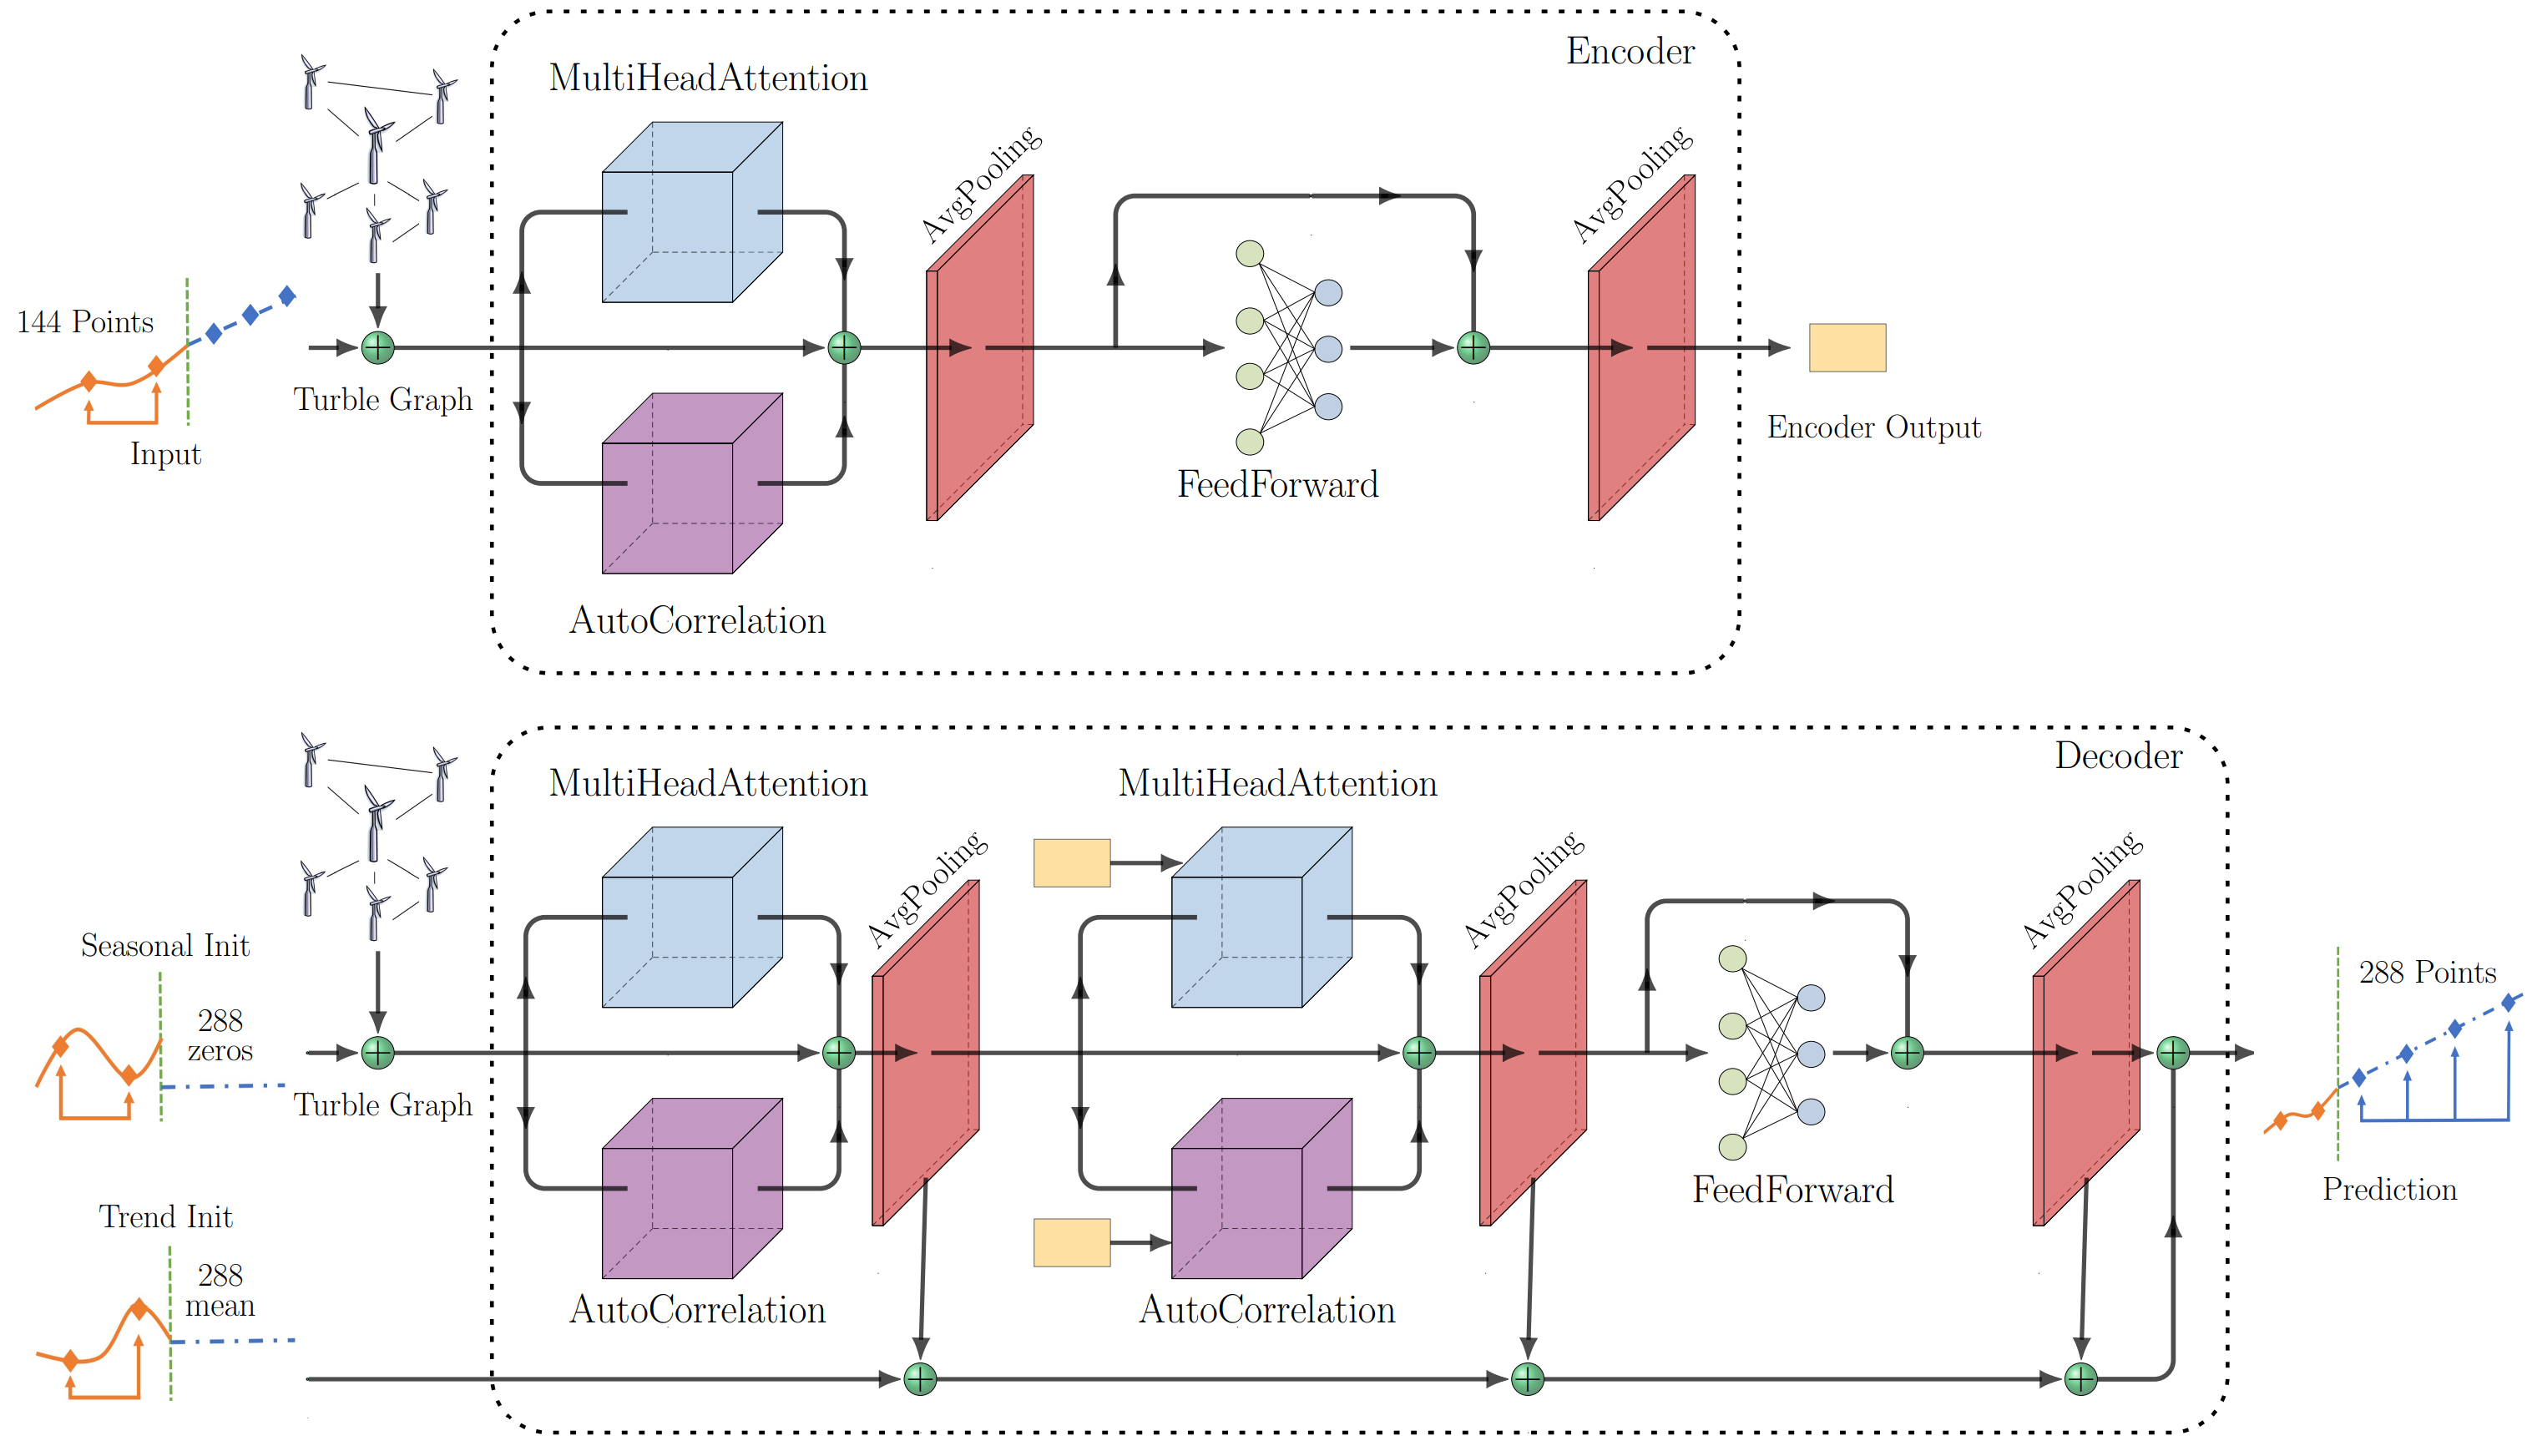 Encoder
MultiHeadAttention
AvgPooling
AvgPooling
144 Points
Turble Graph
Input
FeedForward
Encoder Output
AutoCorrelation
Decoder
MultiHeadAttention
MultiHeadAttention
AvgPooling
AvgPooling
AvgPooling
Seasonal Init
288
zeros
288 Points
Turble Graph
FeedForward
Prediction
Trend Init
288
mean
AutoCorrelation
AutoCorrelation